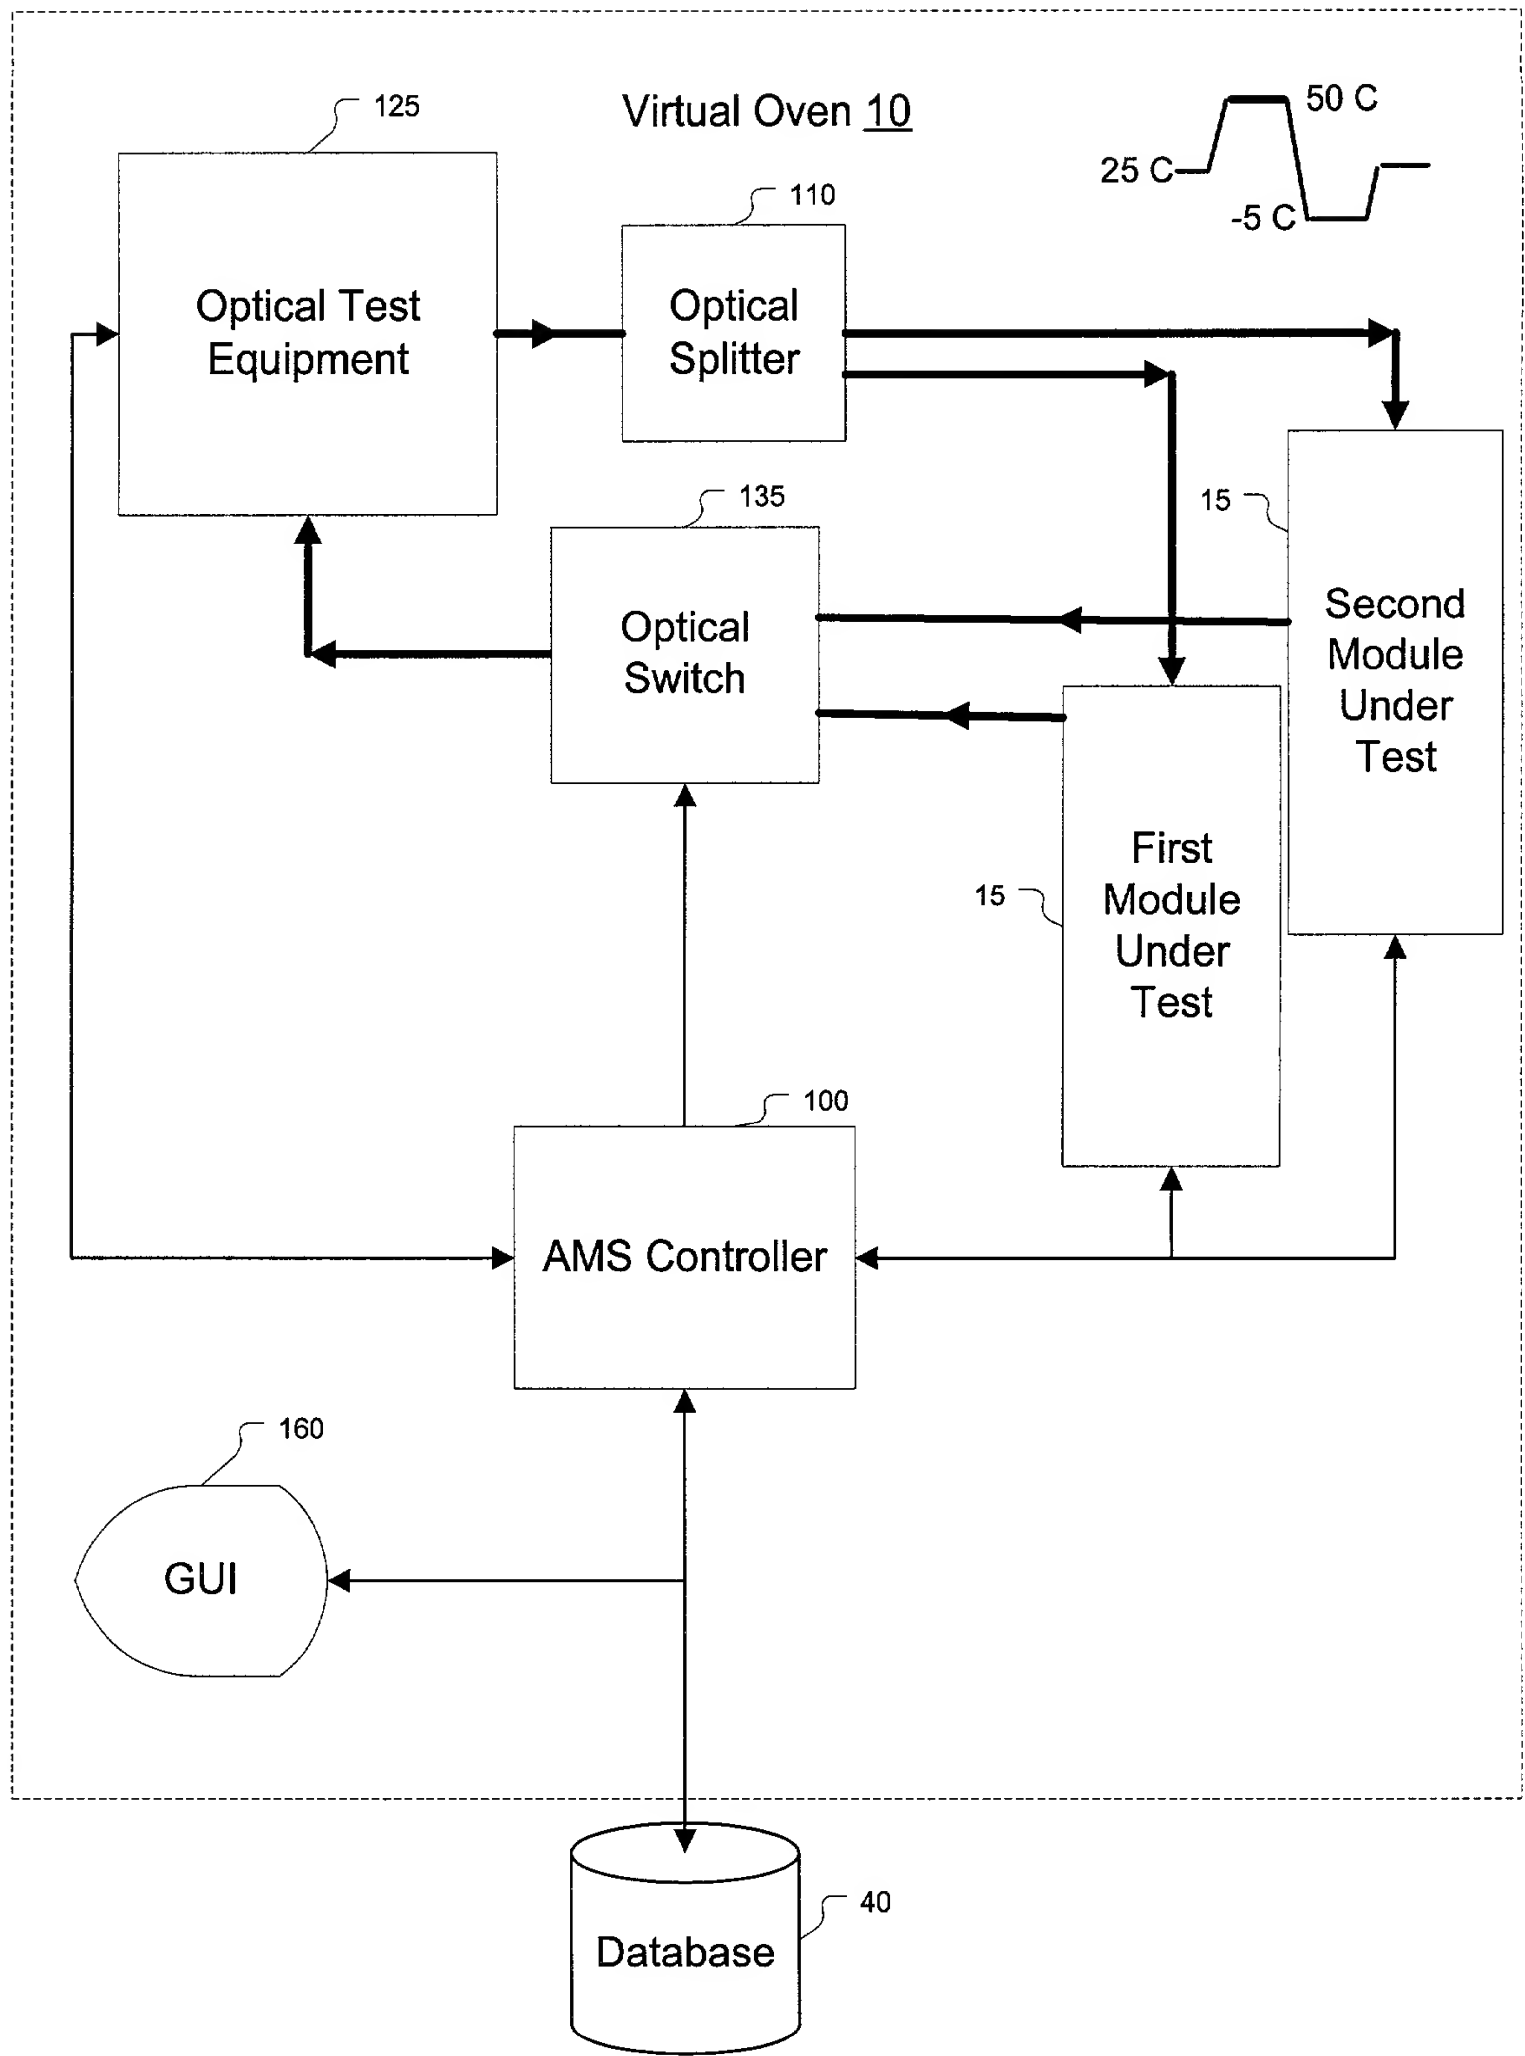 125
Virtual Oven 10
50 C
25 C
-5 C
110
Optical Test
Equipment
Optical
Splitter
135
15
Optical
Switch
Second
Module
Under
Test
15
First
Module
Under
Test
100
AMS Controller
160
GUI
40
Database